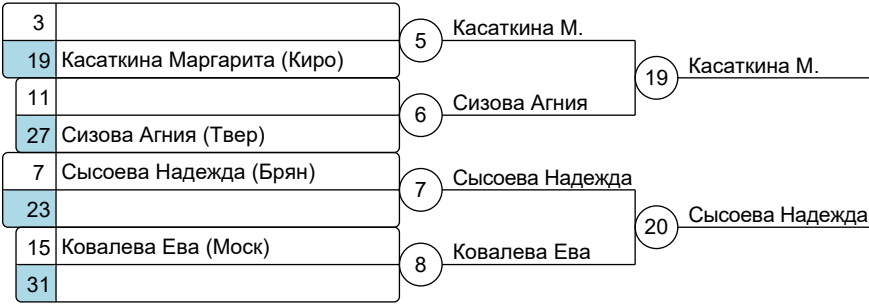 3
19 Касаткина Маргарита (Киро)
5 Касаткина М.
19 Касаткина М.
11
27 Сизова Агния (Твер)
6 Сизова Агния
7 Сысоева Надежда (Брян)
23
7 Сысоева Надежда
20 Сысоева Надежда
15 Ковалева Ева (Моск)
31
8 Ковалева Ева